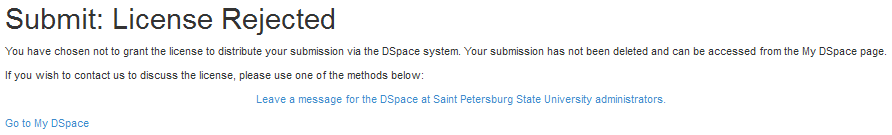 Submit: License Rejected
You have chosen not to grant the license to distribute your submission via the DSpace system. Your submission has not been deleted and can be accessed from the My DSpace page.
If you wish to contact us to discuss the license, please use one of the methods below:
Leave a message for the DSpace at Saint Petersburg State University administrators.
Go to My DSpace